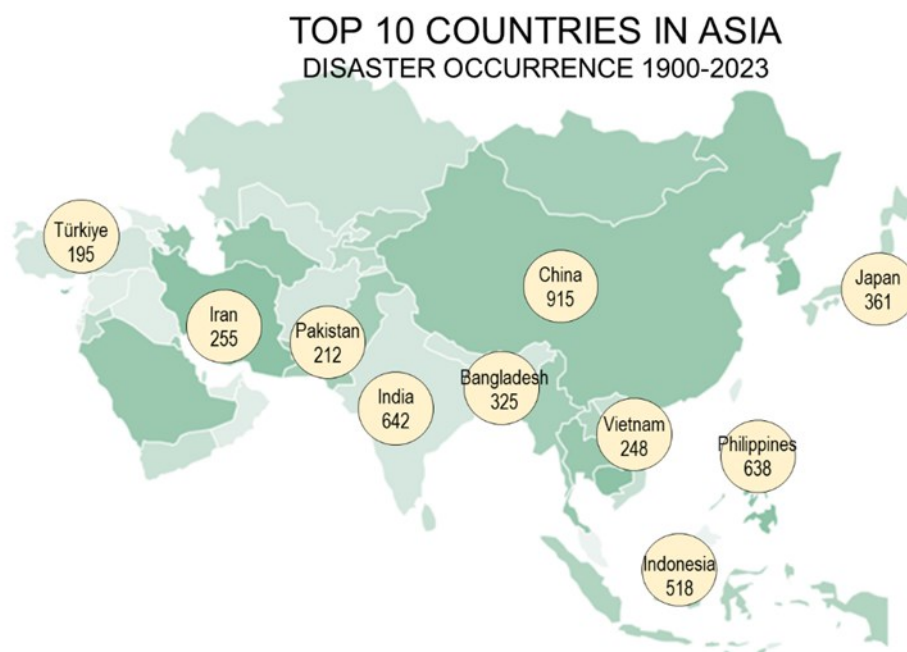 TOP 10 COUNTRIES IN ASIA
DISASTER OCCURRENCE 1900-2023
Türkiye
195
Iran
255
Pakistan
212
India
642
Bangladesh
325
China
915
Japan
361
Vietnam
248
Philippines
638
Indonesia
518